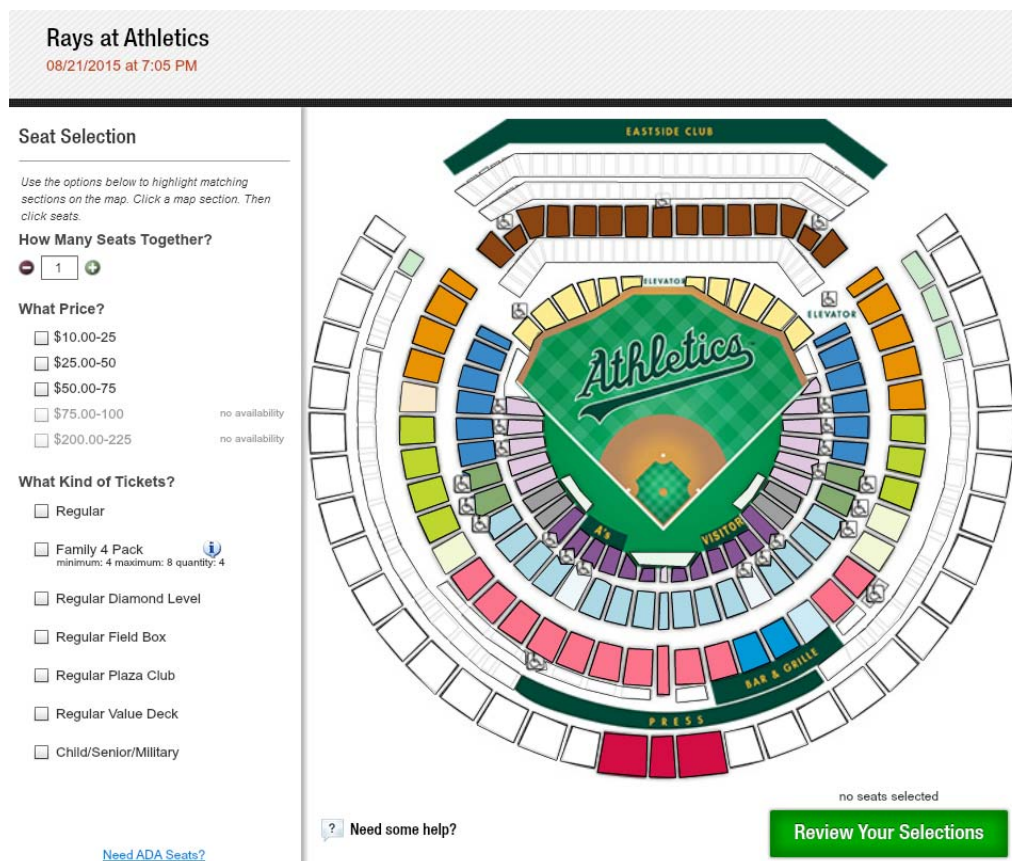 Rays at Athletics
08/21/2015 at 7:05 PM
Seat Selection
Use the options below to highlight matching
sections on the map. Click a map section. Then
click seats.
How Many Seats Together?
1
What Price?
$10.00-25
$25.00-50
$50.00-75
$75.00-100 no availability
$200.00-225 no availability
What Kind of Tickets?
Regular
Family 4 Pack
minimum: 4 maximum: 8 quantity: 4
Regular Diamond Level
Regular Field Box
Regular Plaza Club
Regular Value Deck
Child/Senior/Military
Need ADA Seats?
EASTSIDE CLUB
ELEVATOR
ELEVATOR
Athletics
A's
VISITOR
BAR & GRILLE
PRESS
no seats selected
? Need some help?
Review Your Selections